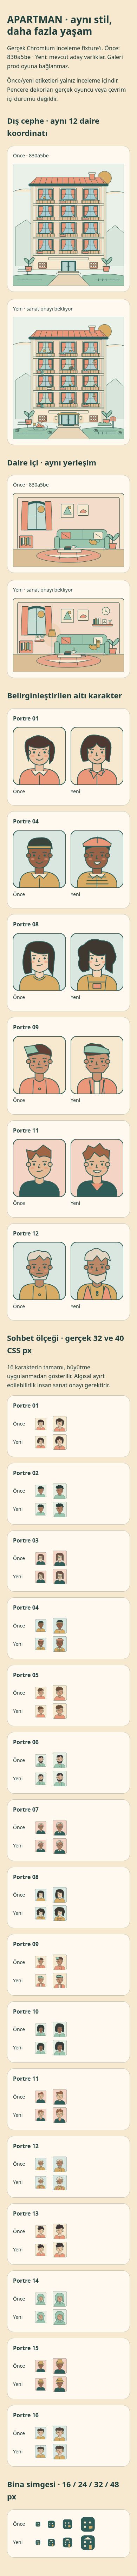 APARTMAN · aynı stil,
daha fazla yaşam
Gerçek Chromium inceleme fixture'ı. Önce:
830a5be · Yeni: mevcut aday varlıklar. Galeri
prod yoluna bağlanmaz.
Önce/yeni etiketleri yalnız inceleme içindir.
Pencere dekorları gerçek oyuncu veya çevrim
içi durumu değildir.
Dış cephe · aynı 12 daire
koordinatı
Önce · 830a5be
Yeni · sanat onayı bekliyor
Daire içi · aynı yerleşim
Önce · 830a5be
Yeni · sanat onayı bekliyor
Belirginleştirilen altı karakter
Portre 01
Önce
Yeni
Portre 04
Önce
Yeni
Portre 08
Önce
Yeni
Portre 09
Önce
Yeni
Portre 11
Önce
Yeni
Portre 12
Önce
Yeni
Sohbet ölçeği · gerçek 32 ve 40
CSS px
16 karakterin tamamı, büyütme
uygulanmadan gösterilir. Algısal ayırt
edilebilirlik insan sanat onayı gerektirir.
Portre 01
Önce
Yeni
Portre 02
Önce
Yeni
Portre 03
Önce
Yeni
Portre 04
Önce
Yeni
Portre 05
Önce
Yeni
Portre 06
Önce
Yeni
Portre 07
Önce
Yeni
Portre 08
Önce
Yeni
Portre 09
Önce
Yeni
Portre 10
Önce
Yeni
Portre 11
Önce
Yeni
Portre 12
Önce
Yeni
Portre 13
Önce
Yeni
Portre 14
Önce
Yeni
Portre 15
Önce
Yeni
Portre 16
Önce
Yeni
Bina simgesi · 16 / 24 / 32 / 48
px
Önce
Yeni